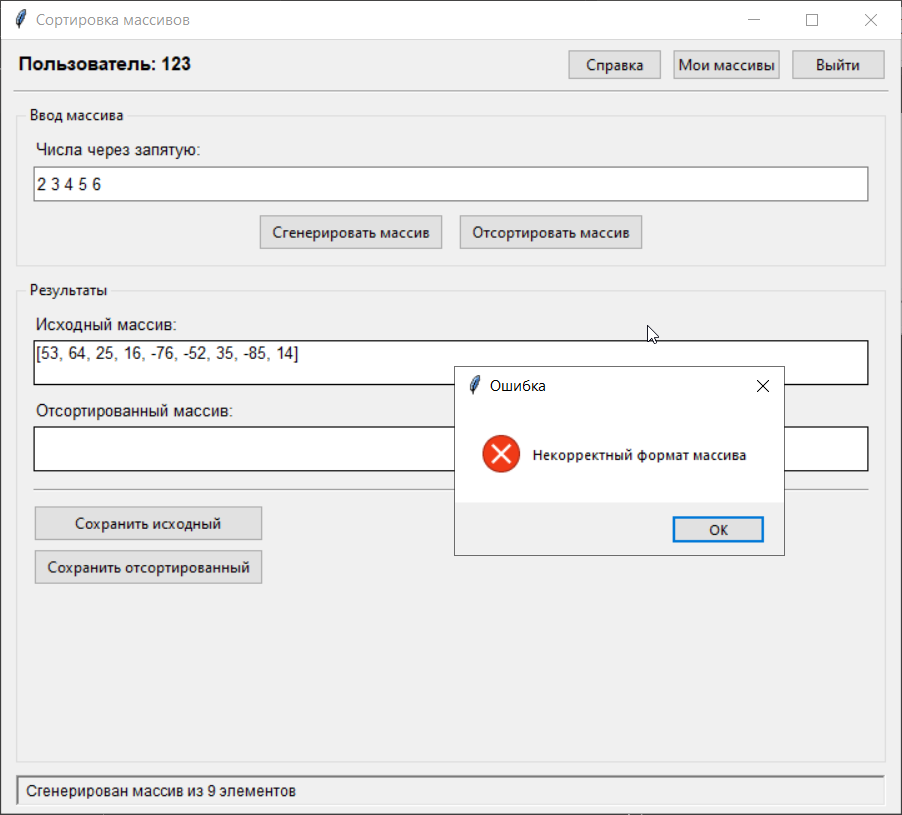 Сортировка массивов
Пользователь: 123
Справка
Мои массивы
Выйти
Ввод массива
Числа через запятую:
2 3 4 5 6
Сгенерировать массив
Отсортировать массив
Результаты
Исходный массив:
[53, 64, 25, 16, -76, -52, 35, -85, 14]
Отсортированный массив:
Ошибка
Некорректный формат массива
ОК
Сохранить исходный
Сохранить отсортированный
Сгенерирован массив из 9 элементов